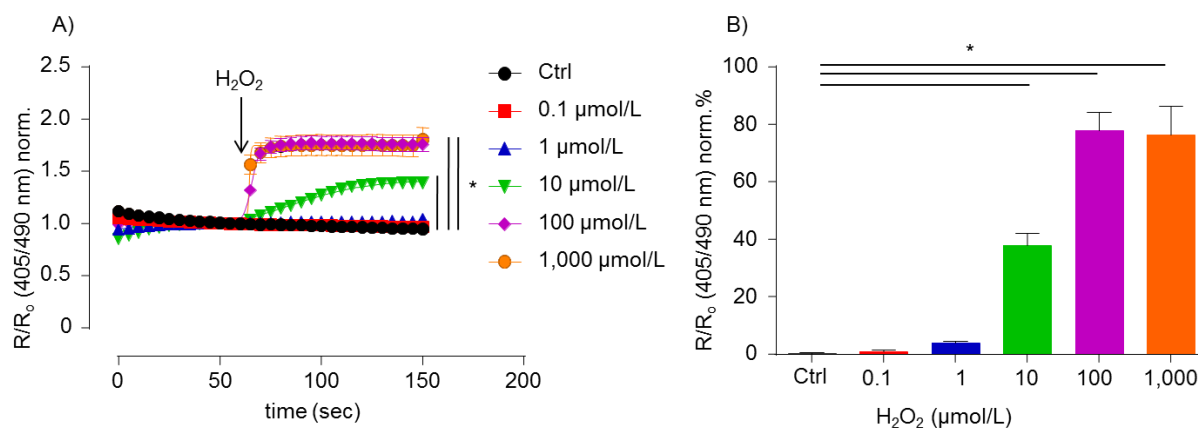 A)
R/Ro (405/490 nm) norm.
2.5
2.0
1.5
1.0
0.5
0
H2O2
Ctrl
0.1 µmol/L
1 µmol/L
10 µmol/L
100 µmol/L
1,000 µmol/L
*
0
50
100
150
200
time (sec)
B)
R/Ro (405/490 nm) norm.%
100
80
60
40
20
0
*
Ctrl
0.1
1
10
100
1,000
H2O2 (µmol/L)